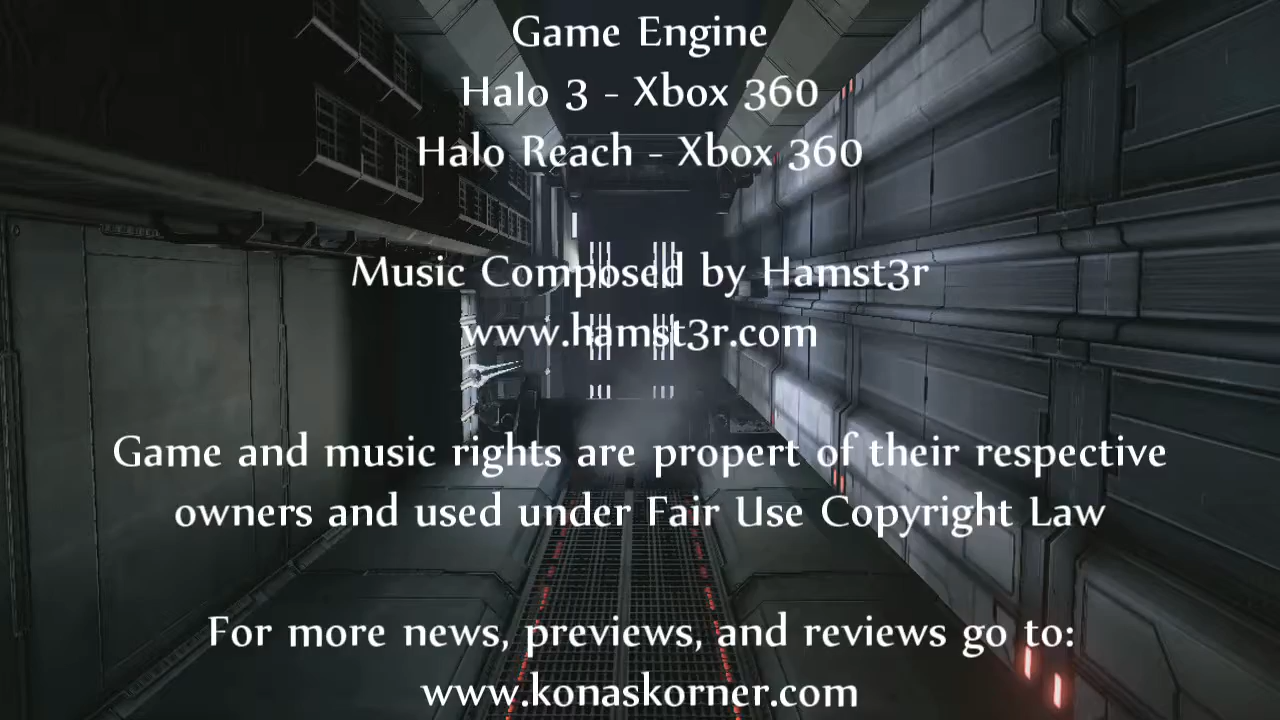 Game Engine
Halo 3 - Xbox 360
Halo Reach - Xbox 360
Music Composed by Hamst3r
www.hamst3r.com
Game and music rights are propert of their respective
owners and used under Fair Use Copyright Law
For more news, previews, and reviews go to:
www.konaskorner.com